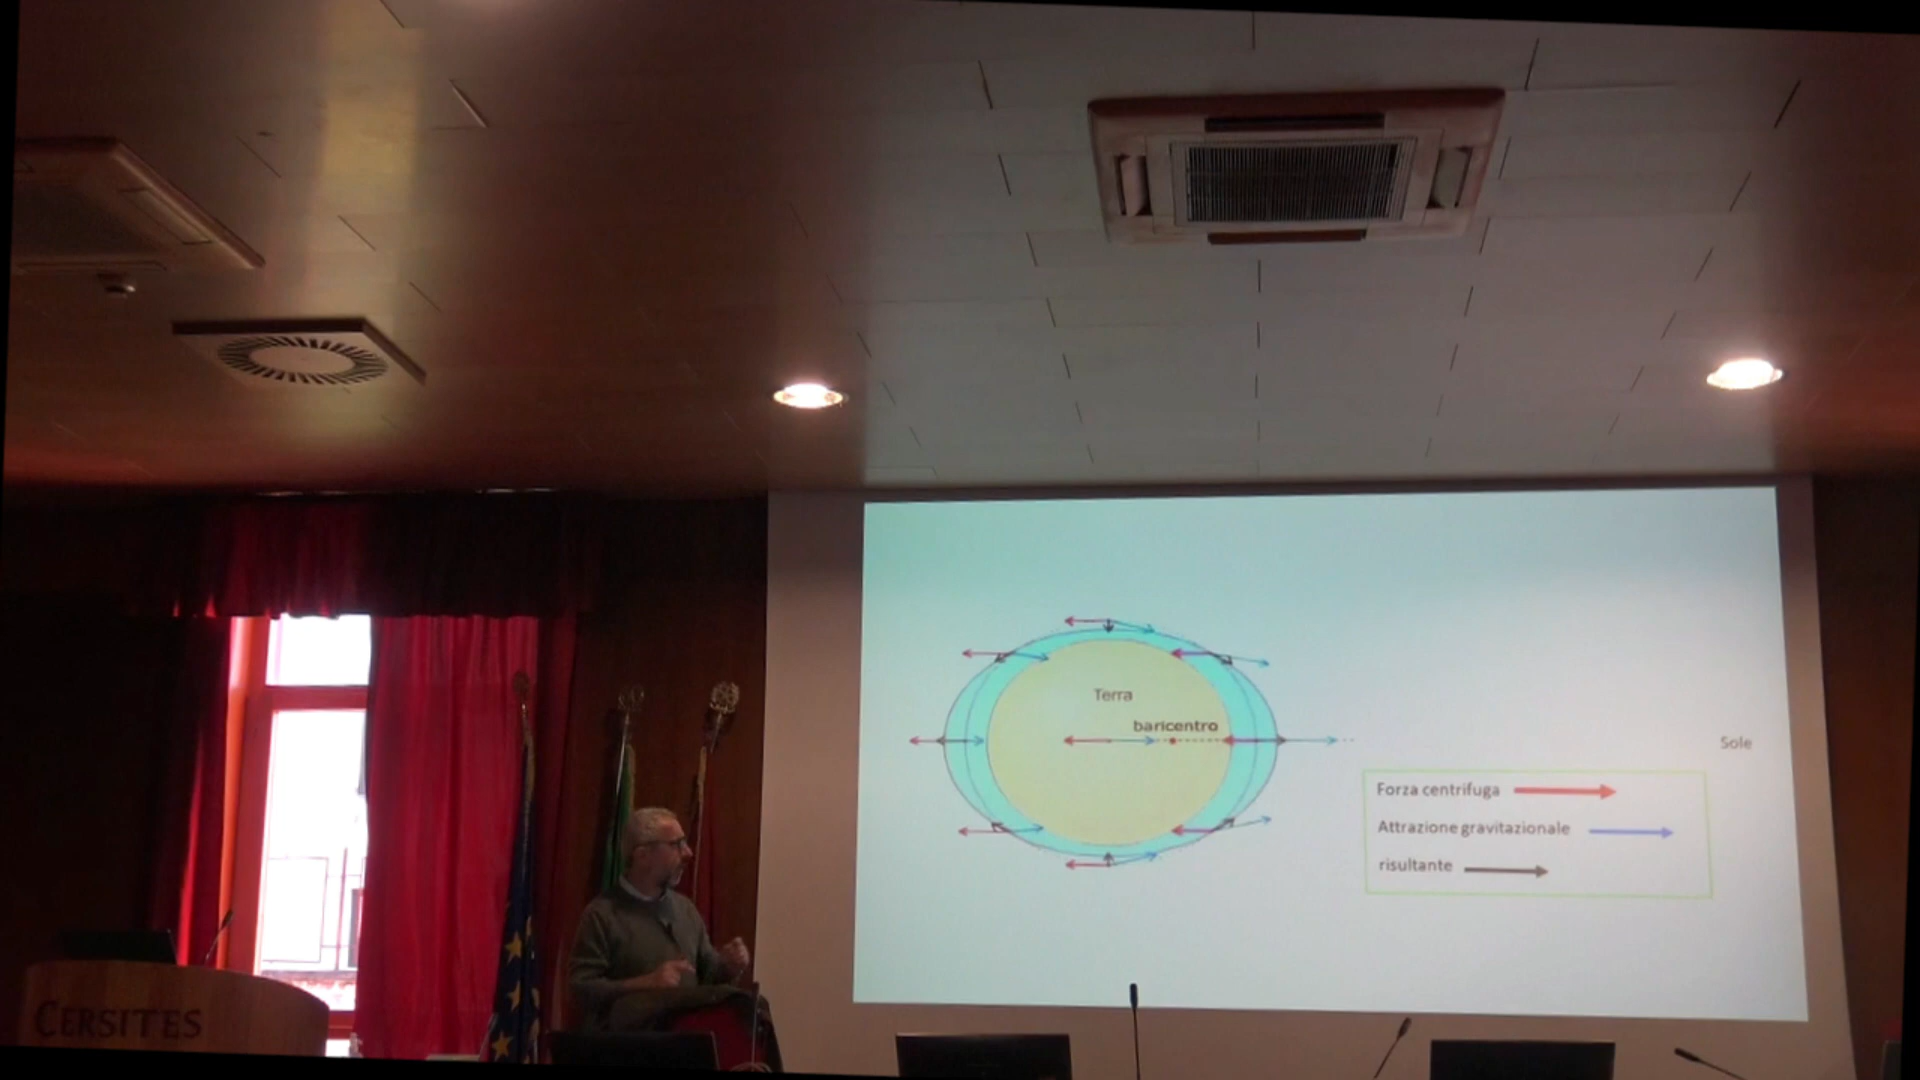 Terra
baricentro
Sole
Forza centrifuga
Attrazione gravitazionale
risultante
CERSITES